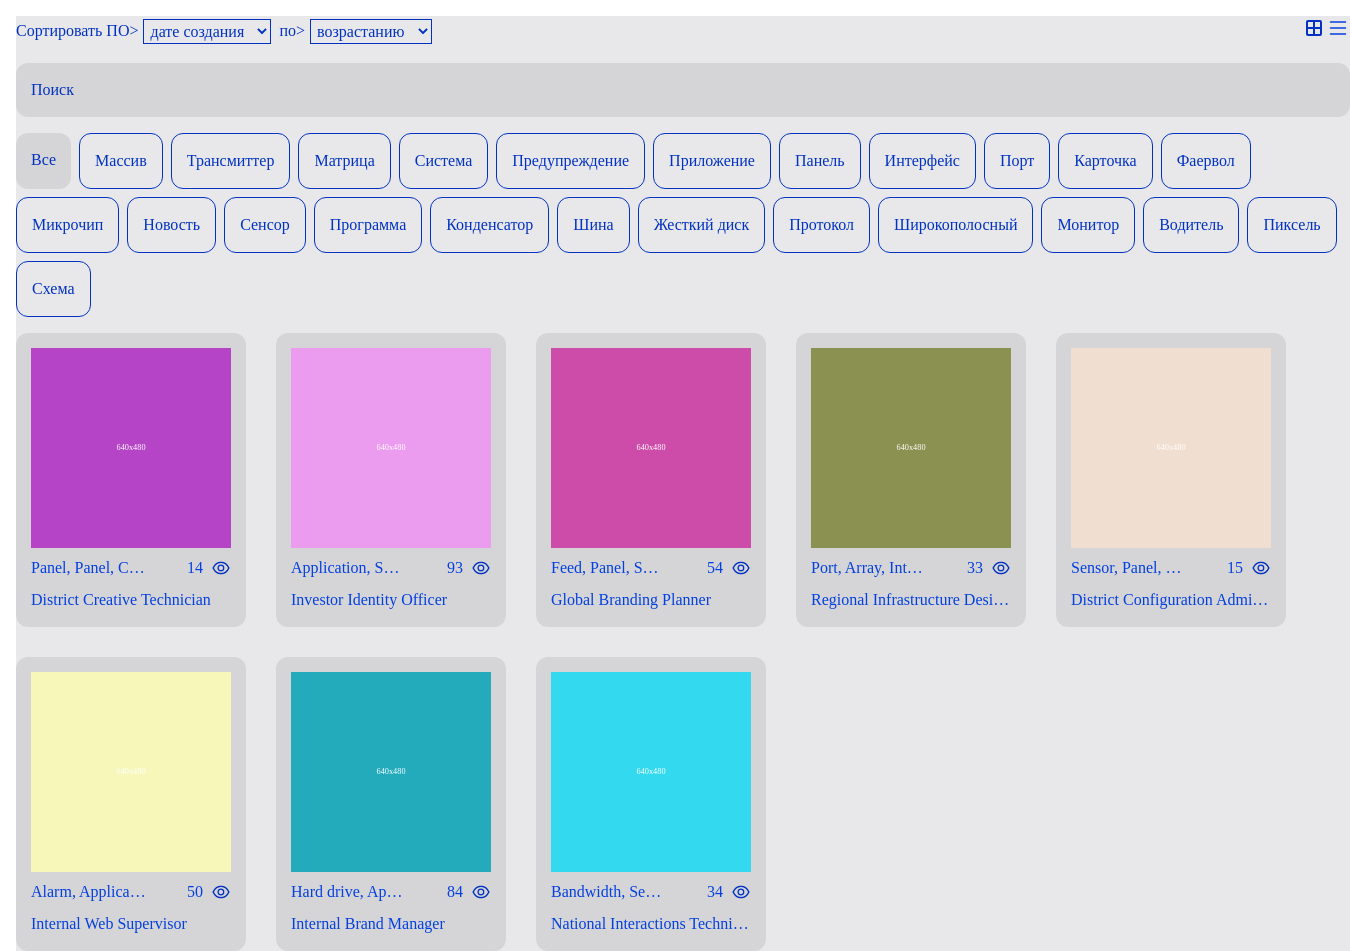 Сортировать ПО> дате создания по> возрастанию
Поиск
Все Массив Трансмиттер Матрица Система Предупреждение Приложение Панель Интерфейс Порт Карточка Фаервол
Микрочип Новость Сенсор Программа Конденсатор Шина Жесткий диск Протокол Широкополосный Монитор Водитель Пиксель
Схема
640x480 640x480 640x480 640x480 640x480
Panel, Panel, C… 14 Application, S… 93 Feed, Panel, S… 54 Port, Array, Int… 33 Sensor, Panel, … 15
District Creative Technician Investor Identity Officer Global Branding Planner Regional Infrastructure Desi… District Configuration Admi…
640x480 640x480 640x480
Alarm, Applica… 50 Hard drive, Ap… 84 Bandwidth, Se… 34
Internal Web Supervisor Internal Brand Manager National Interactions Techni…